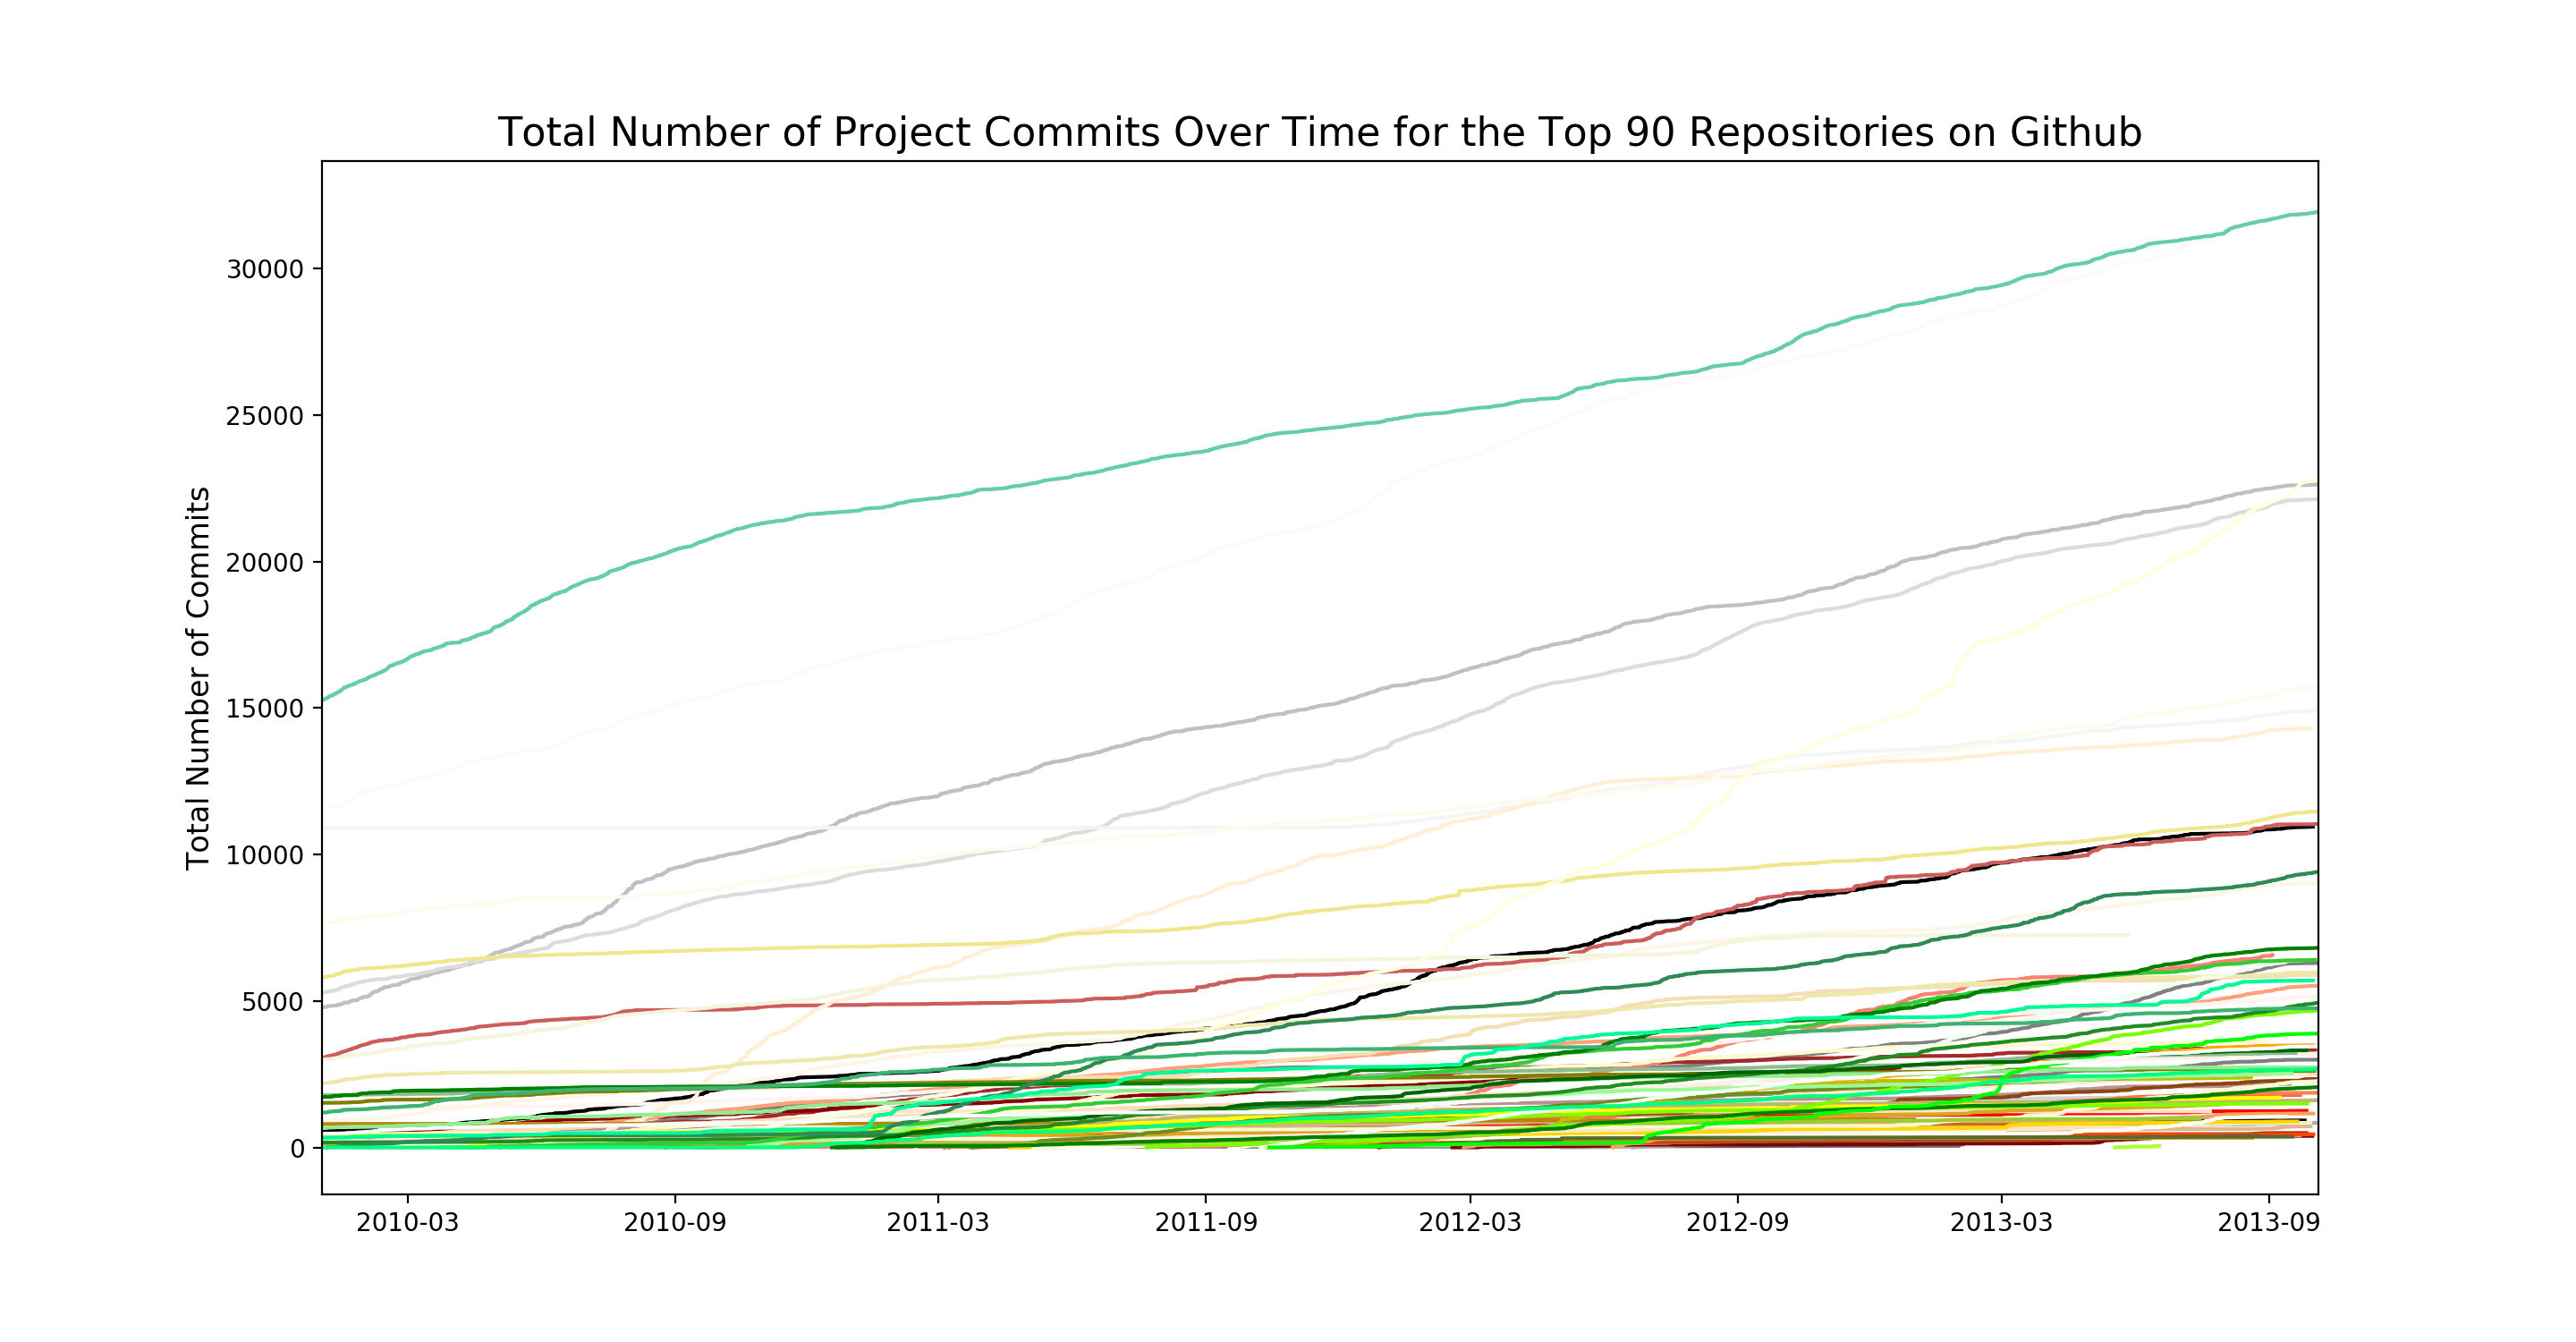 Total Number of Project Commits Over Time for the Top 90 Repositories on Github
Total Number of Commits
30000
25000
20000
15000
10000
5000
0
2010-03 2010-09 2011-03 2011-09 2012-03 2012-09 2013-03 2013-09